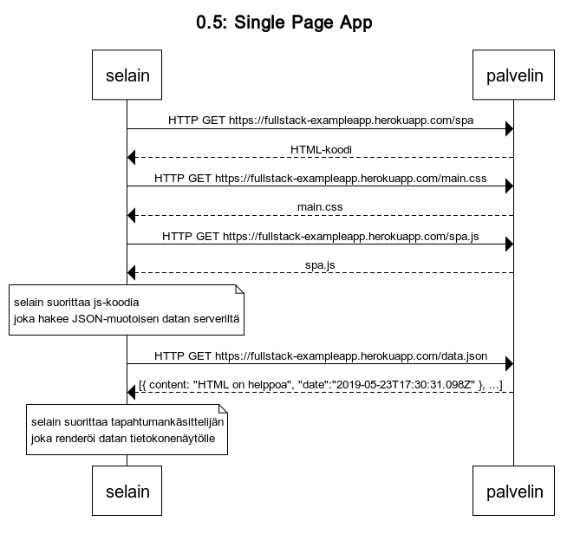 0.5: Single Page App
selain
palvelin
HTTP GET https://fullstack-exampleapp.herokuapp.com/spa
HTML-koodi
HTTP GET https://fullstack-exampleapp.herokuapp.com/main.css
main.css
HTTP GET https://fullstack-exampleapp.herokuapp.com/spa.js
spa.js
selain suorittaa js-koodia
joka hakee JSON-muotoisen datan serveriltä
HTTP GET https://fullstack-exampleapp.herokuapp.com/data.json
[{ content: "HTML on helppoa", "date":"2019-05-23T17:30:31.098Z" }, ...]
selain suorittaa tapahtumankäsittelijän
joka renderöi datan tietokonenäytölle
selain
palvelin